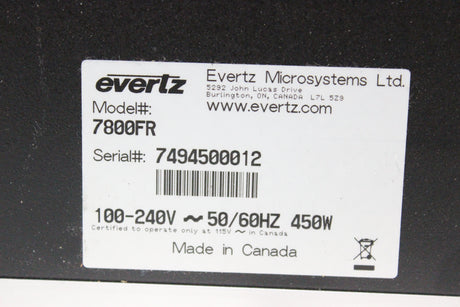 evertz
Evertz Microsystems Ltd.
5292 John Lucas Drive
Burlington, ON, CANADA L7L 5Z9
www.evertz.com
Model#:
7800FR
Serial#: 7494500012
100-240V ~ 50/60HZ 450W
Certified to operate only at 115V ~ in Canada
Made in Canada